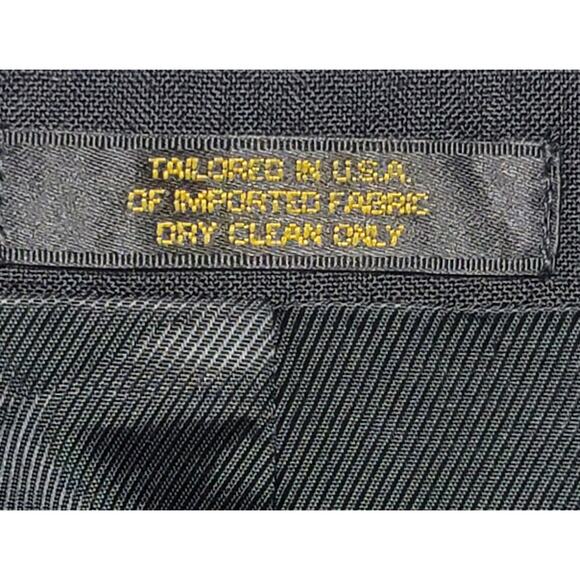 TAILORED IN U.S.A.
OF IMPORTED FABRIC
DRY CLEAN ONLY